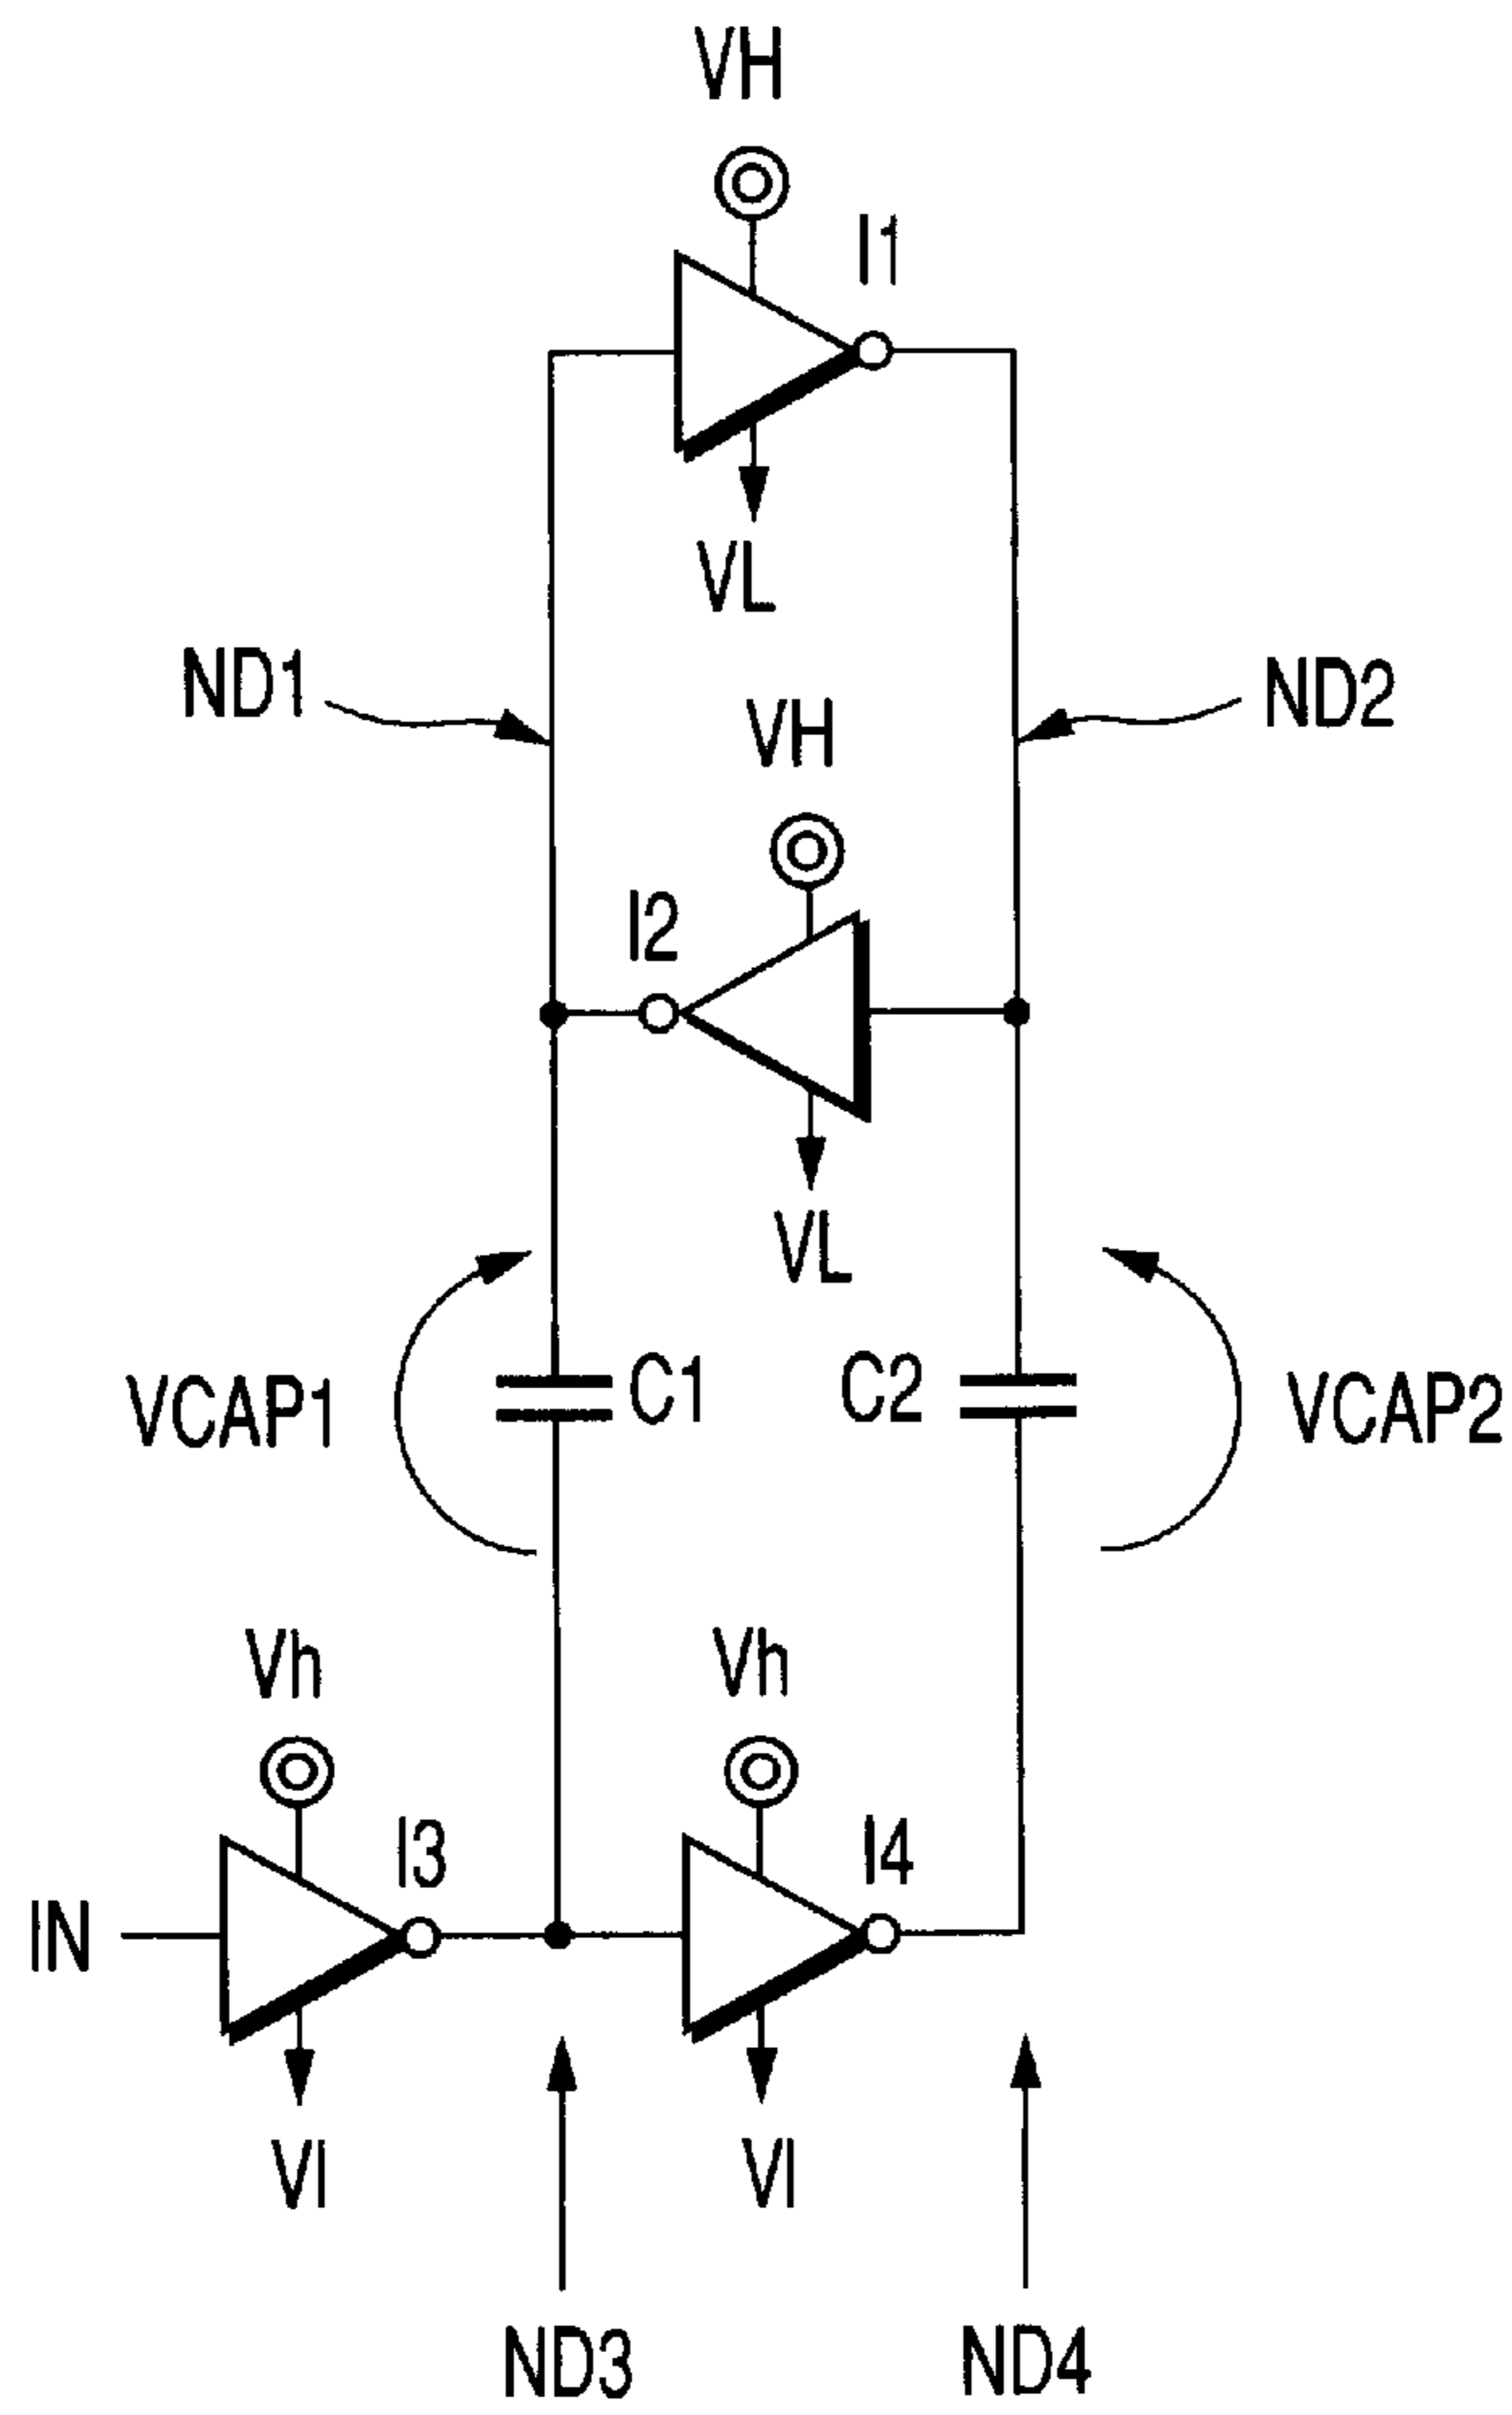 VH
I1
VL
ND1
ND2
VH
I2
VL
VCAP1
C1
C2
VCAP2
Vh
Vh
I3
I4
IN
Vl
Vl
ND3
ND4